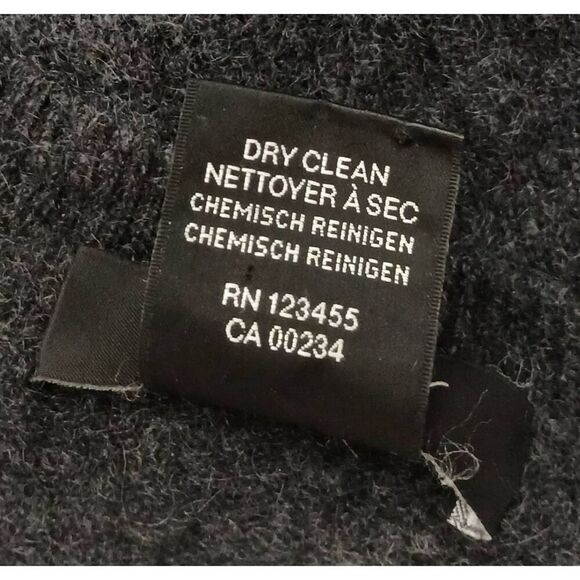 DRY CLEAN
NETTOYER À SEC
CHEMISCH REINIGEN
CHEMISCH REINIGEN
RN 123455
CA 00234